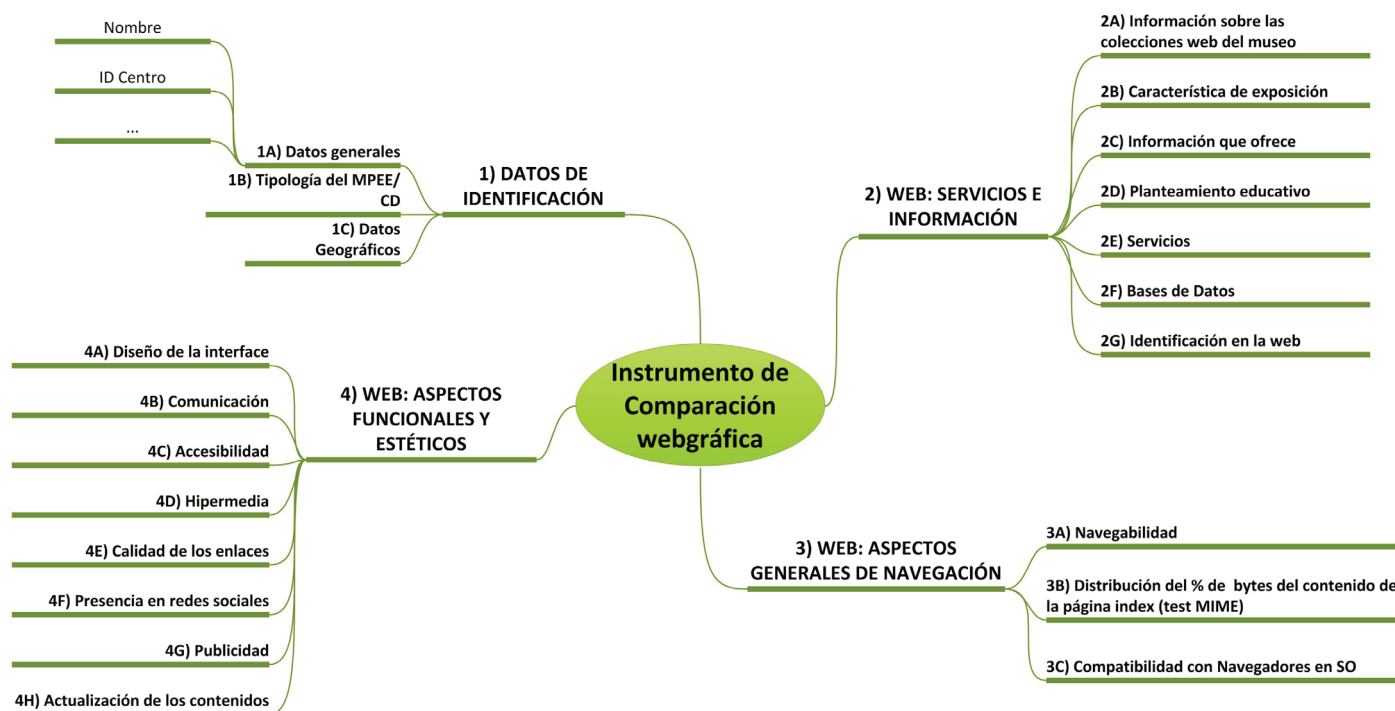 Instrumento de
Comparación
webgráfica
1) DATOS DE
IDENTIFICACIÓN
1A) Datos generales
Nombre
ID Centro
...
1B) Tipología del MPEE/
CD
1C) Datos
Geográficos
2) WEB: SERVICIOS E
INFORMACIÓN
2A) Información sobre las
colecciones web del museo
2B) Característica de exposición
2C) Información que ofrece
2D) Planteamiento educativo
2E) Servicios
2F) Bases de Datos
2G) Identificación en la web
3) WEB: ASPECTOS
GENERALES DE NAVEGACIÓN
3A) Navegabilidad
3B) Distribución del % de bytes del contenido de
la página index (test MIME)
3C) Compatibilidad con Navegadores en SO
4) WEB: ASPECTOS
FUNCIONALES Y
ESTÉTICOS
4A) Diseño de la interface
4B) Comunicación
4C) Accesibilidad
4D) Hipermedia
4E) Calidad de los enlaces
4F) Presencia en redes sociales
4G) Publicidad
4H) Actualización de los contenidos